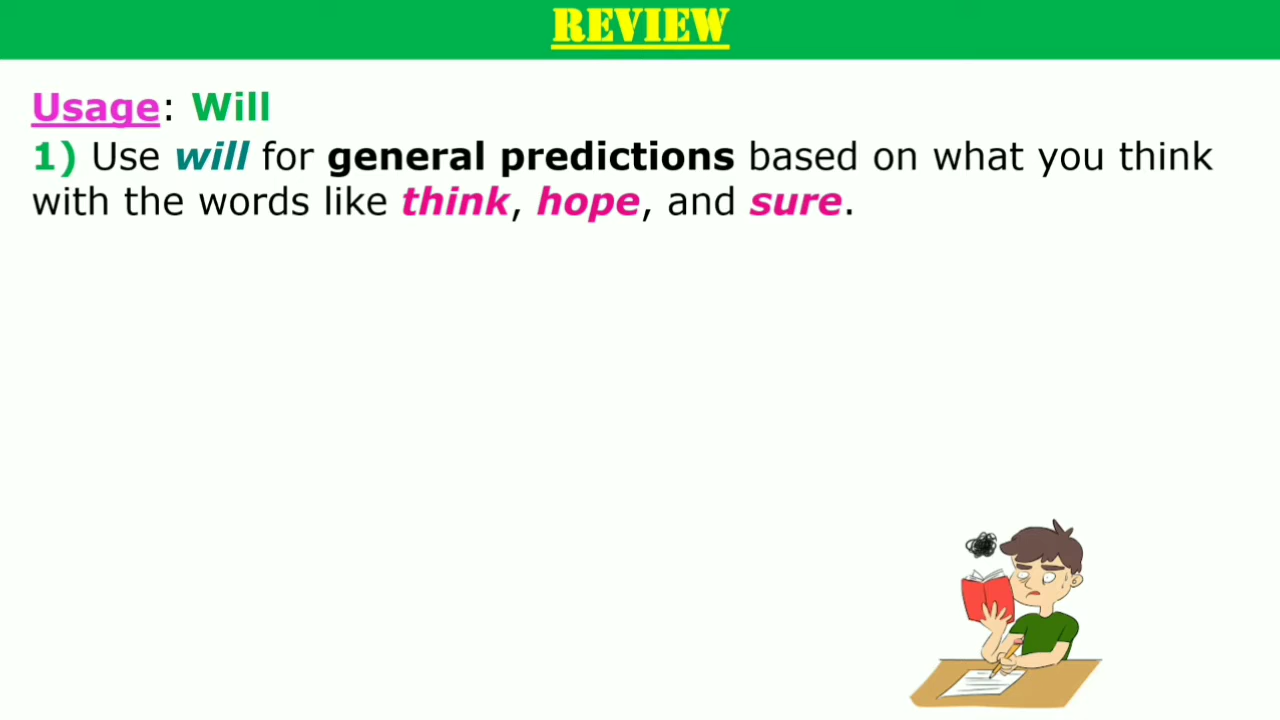 REVIEW
Usage: Will
1) Use will for general predictions based on what you think
with the words like think, hope, and sure.